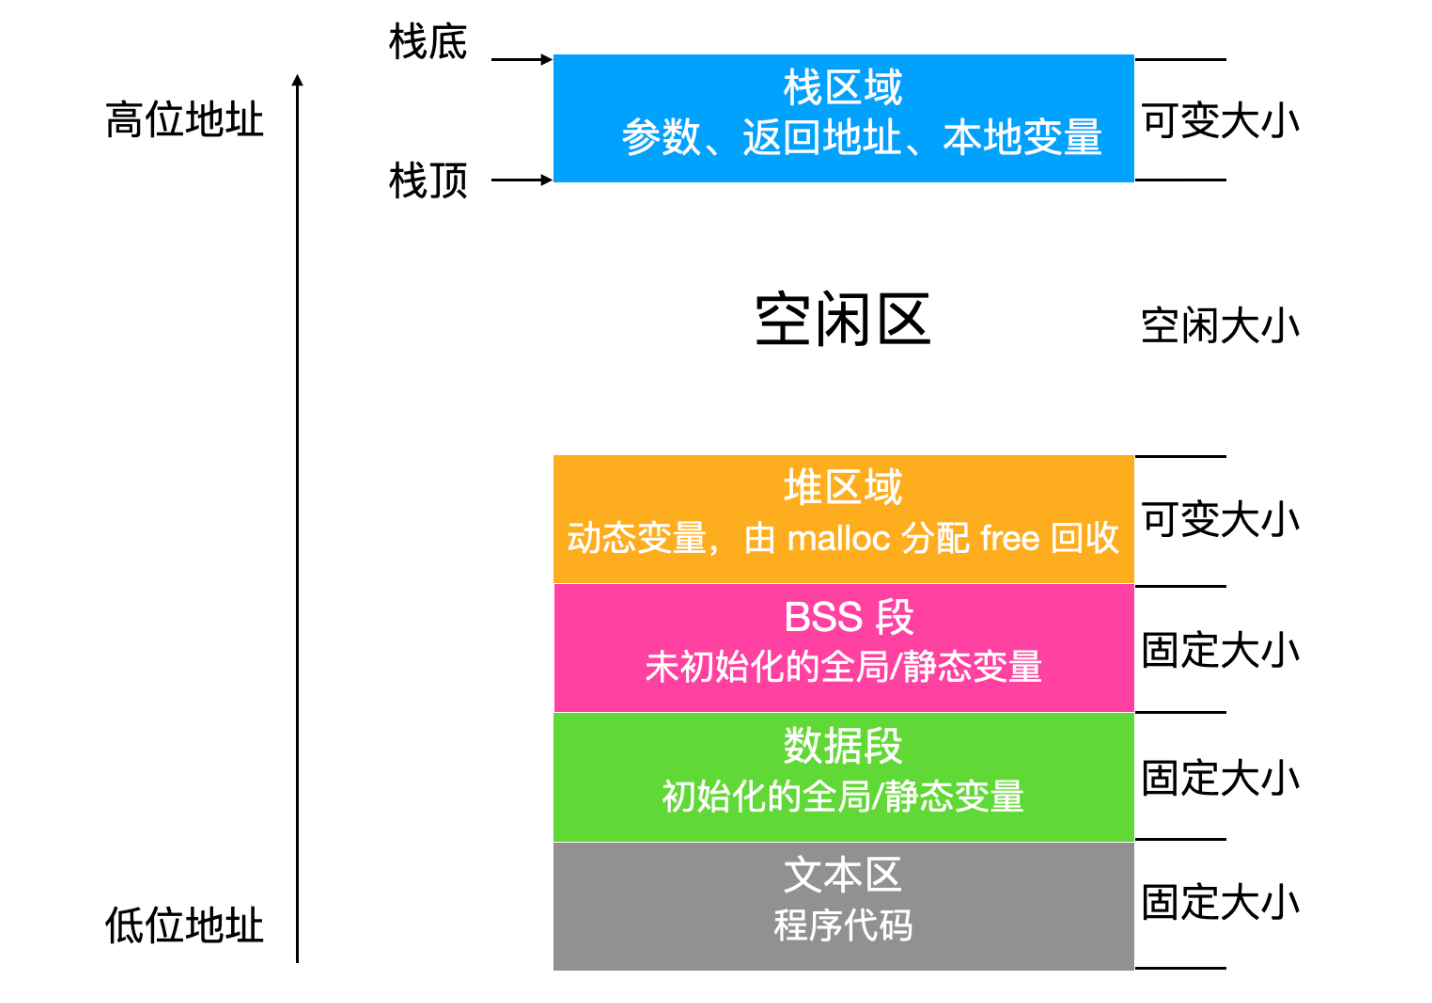 栈底
栈区域
高位地址
参数、返回地址、本地变量
可变大小
栈顶
空闲区
空闲大小
堆区域
动态变量，由 malloc 分配 free 回收
可变大小
BSS 段
未初始化的全局/静态变量
固定大小
数据段
初始化的全局/静态变量
固定大小
文本区
程序代码
固定大小
低位地址